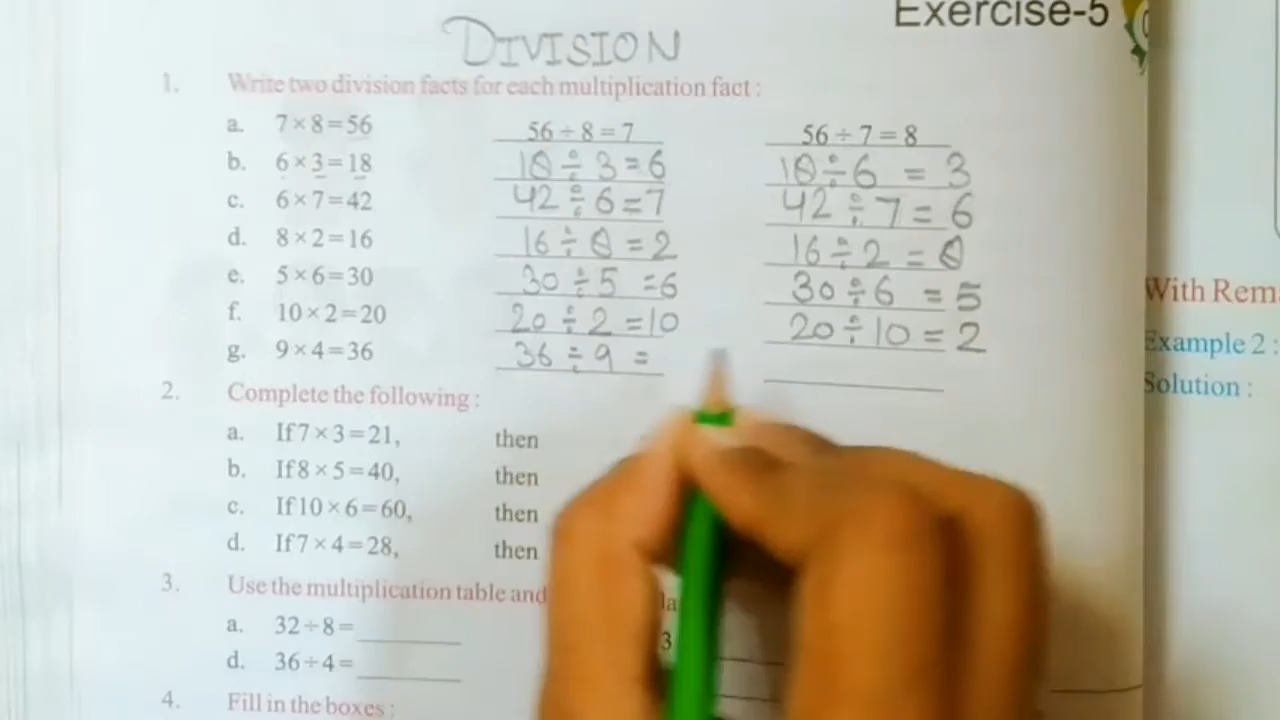 Exercise-5
DIVISION
1. Write two division facts for each multiplication fact :
a. 7×8=56 56÷8=7 56÷7=8
b. 6×3=18 18÷3=6 18÷6=3
c. 6×7=42 42÷6=7 42÷7=6
d. 8×2=16 16÷8=2 16÷2=8
e. 5×6=30 30÷5=6 30÷6=5
f. 10×2=20 20÷2=10 20÷10=2
g. 9×4=36 36÷9=
2. Complete the following :
a. If 7×3=21, then
b. If 8×5=40, then
c. If 10×6=60, then
d. If 7×4=28, then
3. Use the multiplication table and
a. 32÷8= 3
d. 36÷4=
4. Fill in the boxes :
With
Example 2 :
Solution :